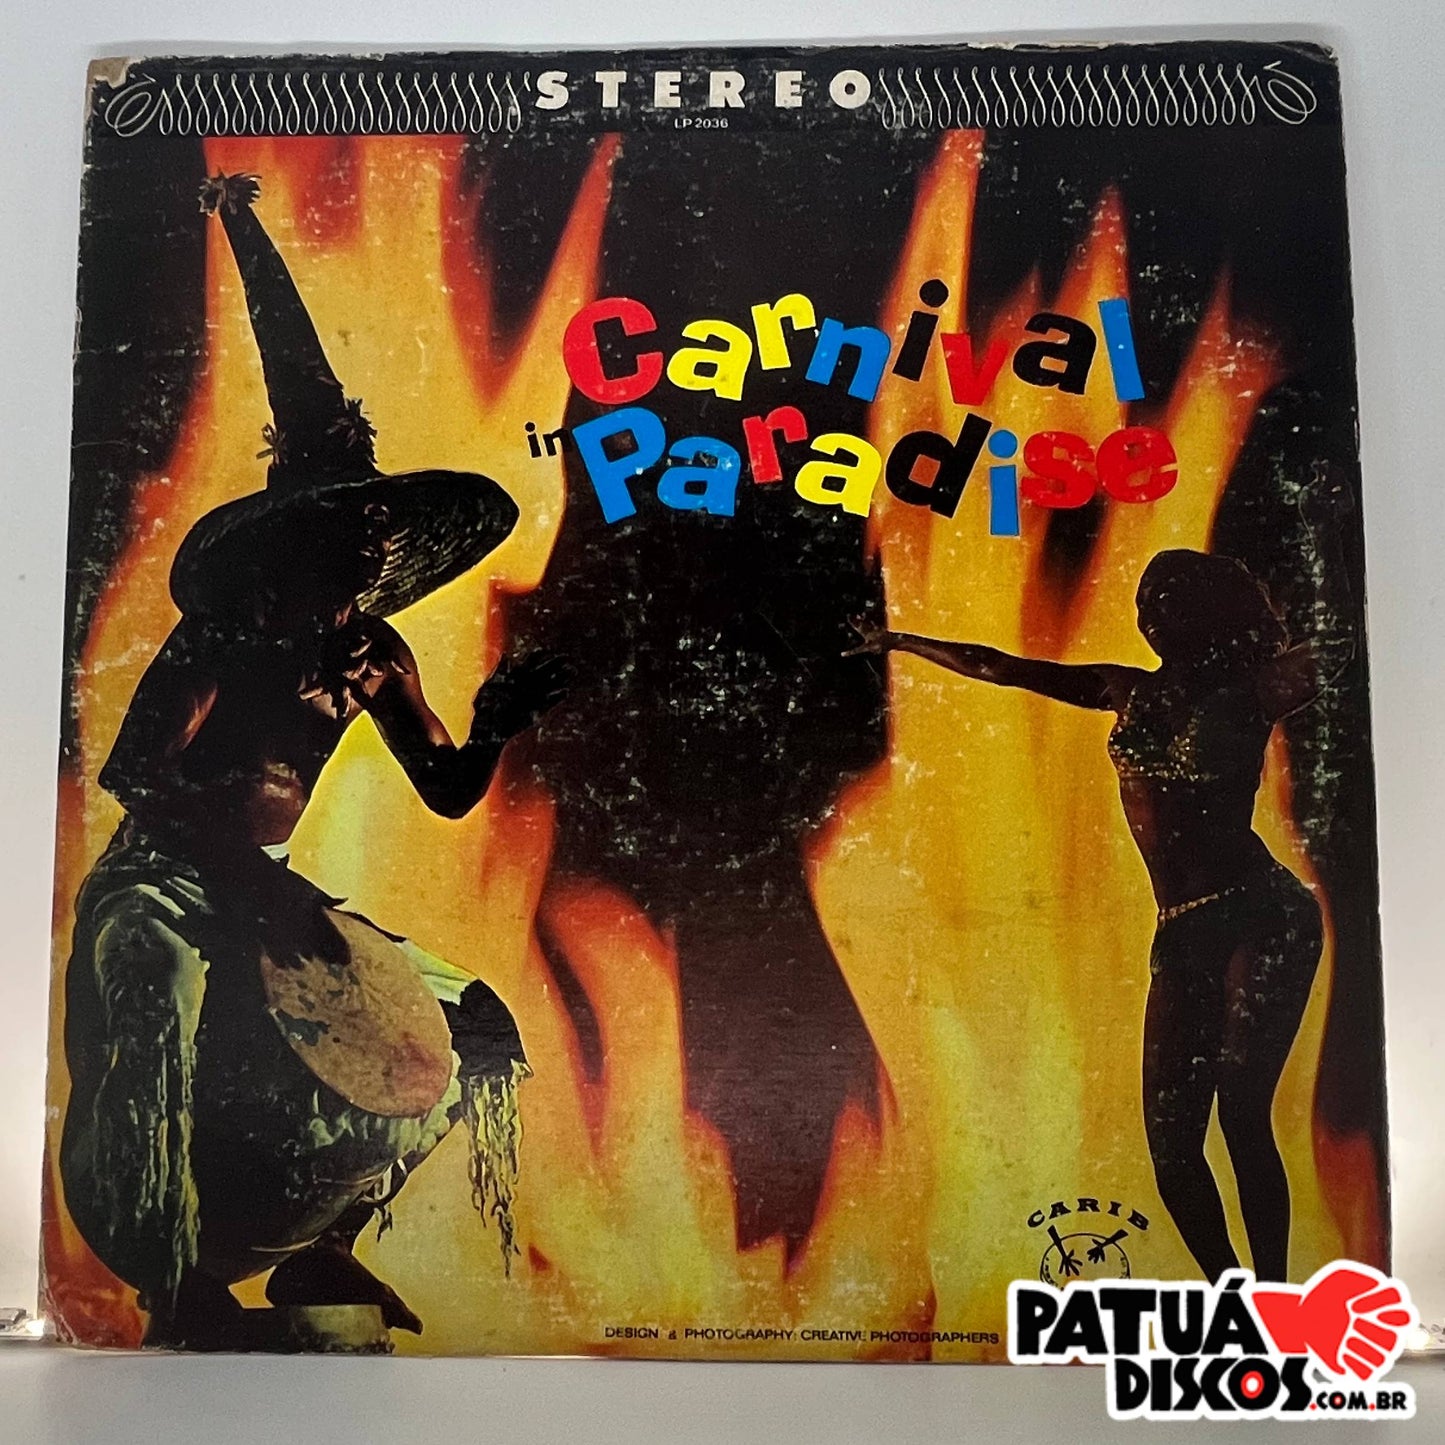 STEREO
LP 2036
Carnival
in Paradise
CARIB
DESIGN & PHOTOGRAPHY: CREATIVE PHOTOGRAPHERS
PATUÁ
DISCOS.COM.BR